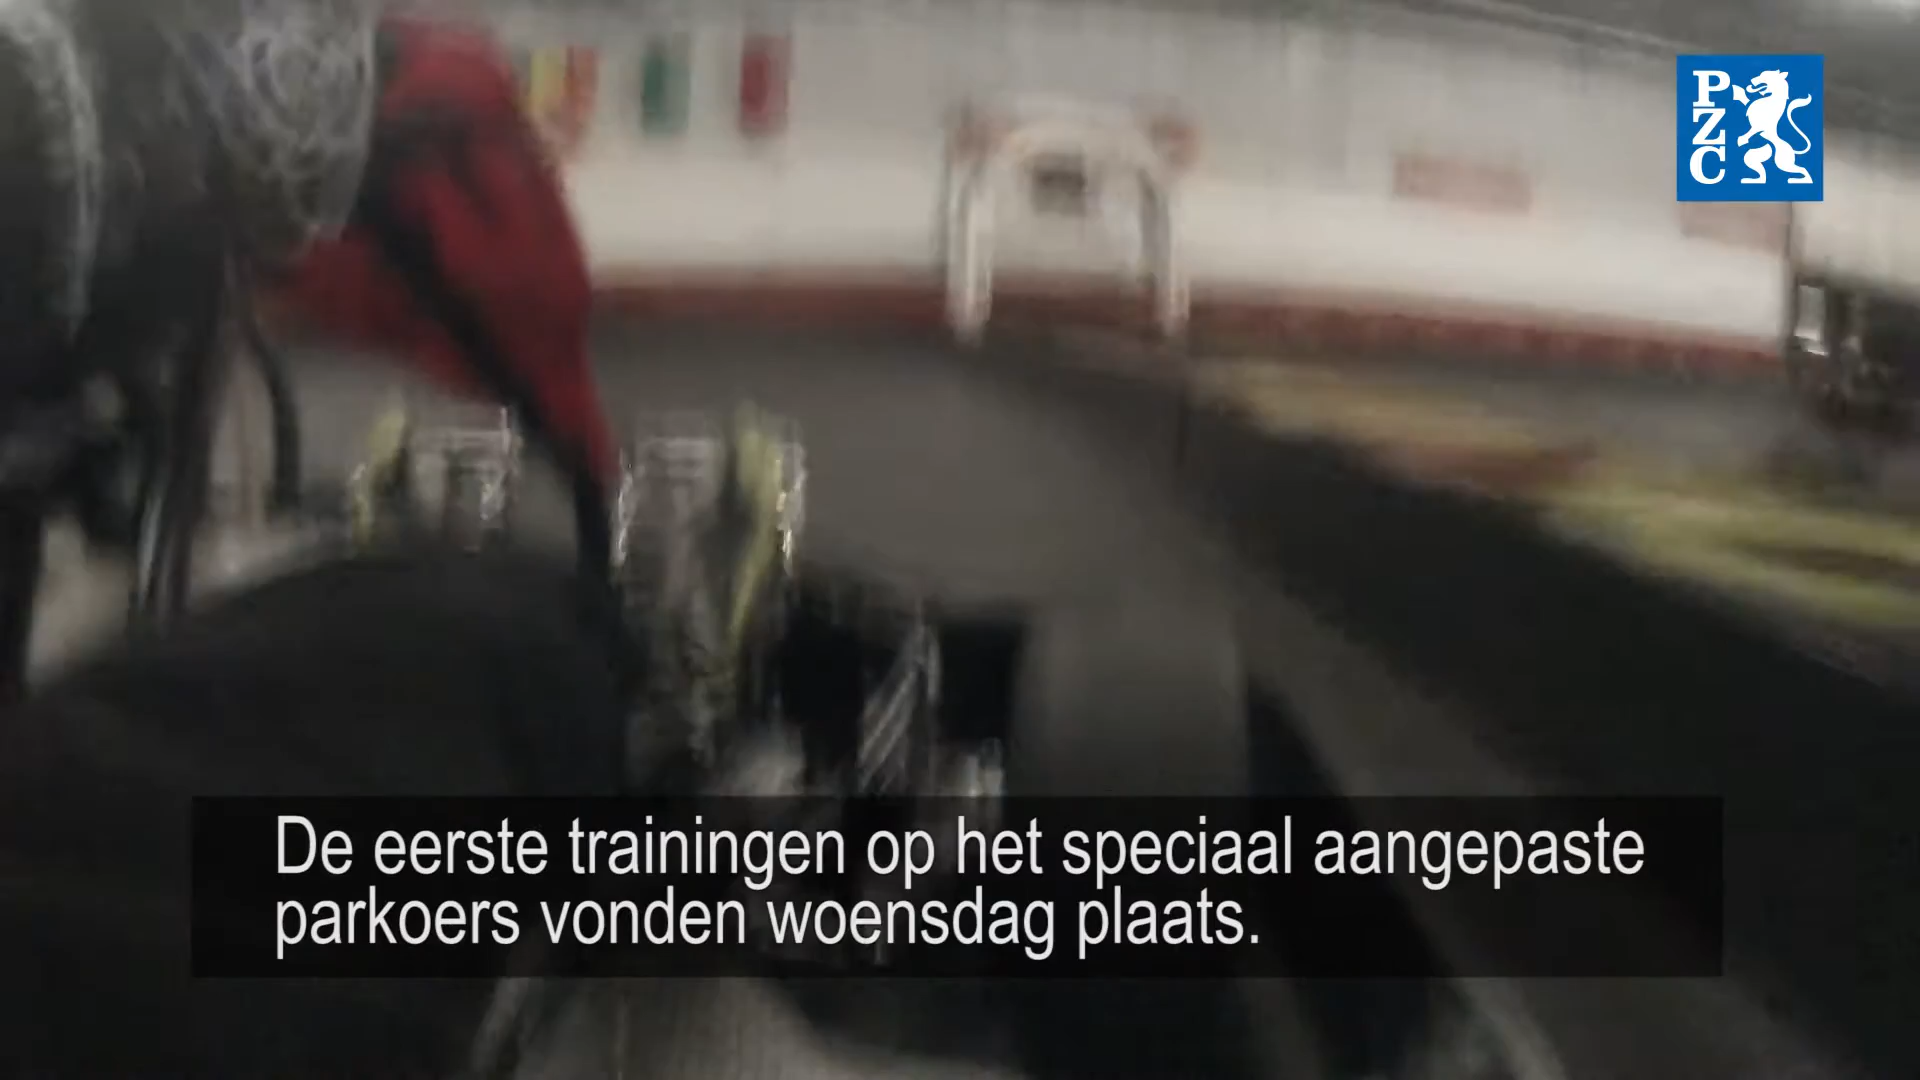 PZC
De eerste trainingen op het speciaal aangepaste
parkoers vonden woensdag plaats.